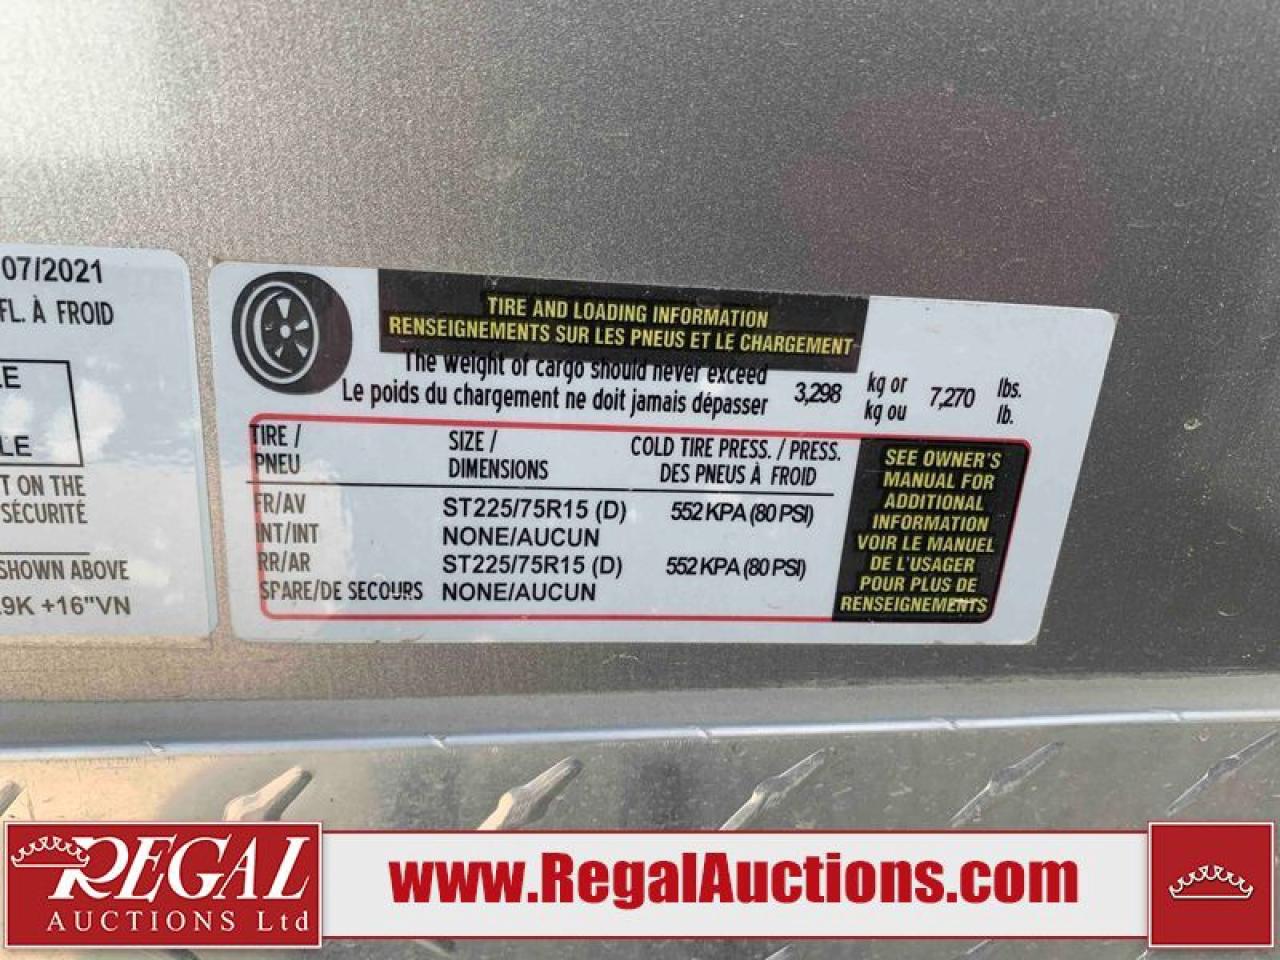 07/2021
FL. À FROID
LE
LE
T ON THE
SÉCURITÉ
SHOWN ABOVE
.9K +16"VN
TIRE AND LOADING INFORMATION
RENSEIGNEMENTS SUR LES PNEUS ET LE CHARGEMENT
The weight of cargo should never exceed
Le poids du chargement ne doit jamais dépasser
3,298
kg or
kg ou
7,270
lbs.
lb.
TIRE /
PNEU
SIZE /
DIMENSIONS
COLD TIRE PRESS. / PRESS.
DES PNEUS À FROID
FR/AV ST225/75R15 (D) 552 KPA (80 PSI)
INT/INT NONE/AUCUN
RR/AR ST225/75R15 (D) 552 KPA (80 PSI)
SPARE/DE SECOURS NONE/AUCUN
SEE OWNER'S
MANUAL FOR
ADDITIONAL
INFORMATION
VOIR LE MANUEL
DE L'USAGER
POUR PLUS DE
RENSEIGNEMENTS
REGAL
AUCTIONS Ltd
www.RegalAuctions.com